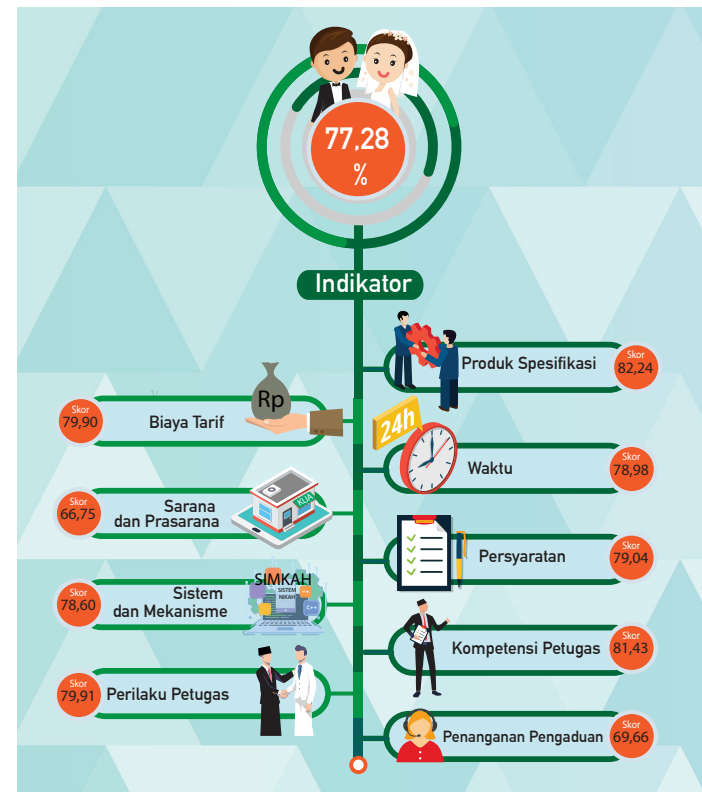 77,28
%
Indikator
Produk Spesifikasi
Skor
82,24
Skor
79,90
Biaya Tarif
Rp
24h
Waktu
Skor
78,98
Skor
66,75
Sarana
dan Prasarana
KUA
Persyaratan
Skor
79,04
Skor
78,60
Sistem
dan Mekanisme
SIMKAH
SISTEM
NIKAH
C++
Kompetensi Petugas
Skor
81,43
Skor
79,91
Perilaku Petugas
Penanganan Pengaduan
Skor
69,66